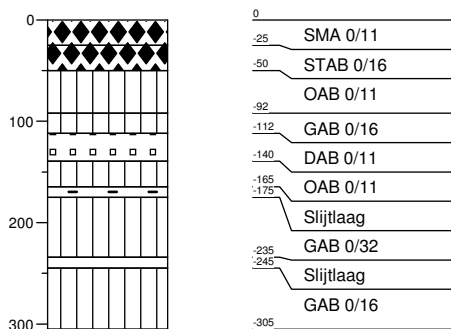 0
100
200
300
0
-25
SMA 0/11
-50
STAB 0/16
OAB 0/11
-92
-112
GAB 0/16
-140
DAB 0/11
-165
OAB 0/11
-175
Slijtlaag
-235
GAB 0/32
-245
Slijtlaag
GAB 0/16
-305